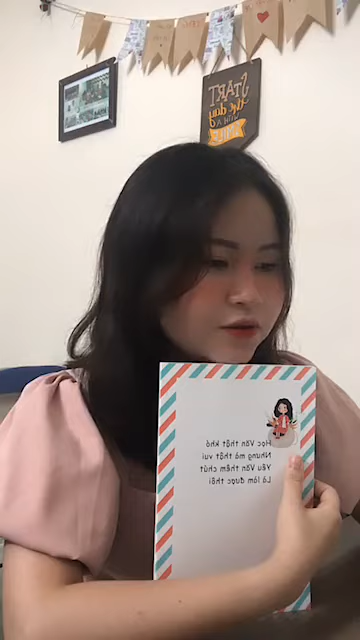 START
the day
WITH A
SMILE
Học Văn thật khó
Nhưng mà thật vui
Yêu Văn thêm chút
Là làm được thôi